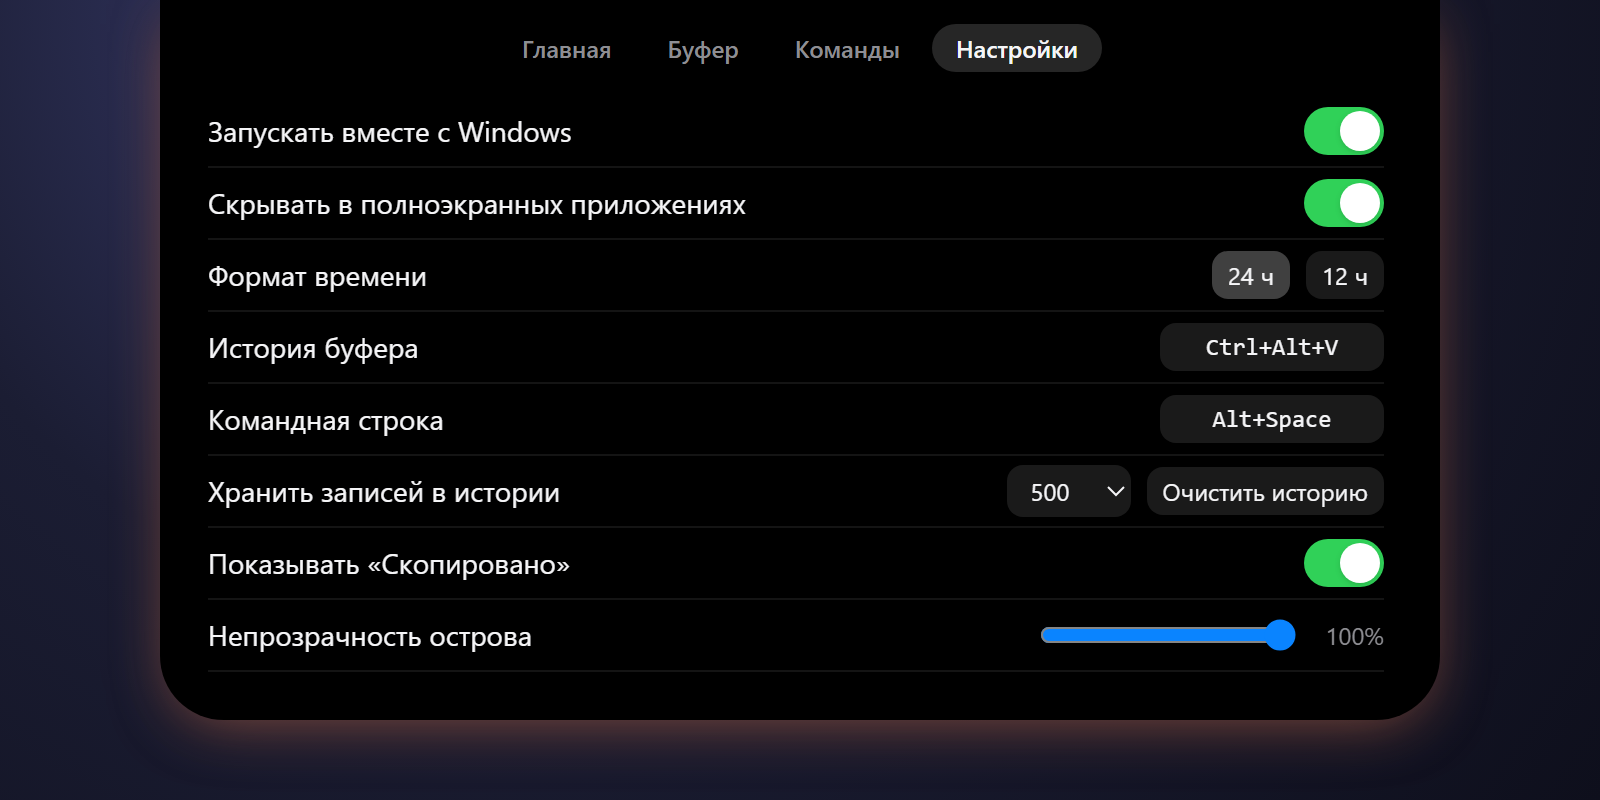 Главная Буфер Команды Настройки
Запускать вместе с Windows
Скрывать в полноэкранных приложениях
Формат времени 24 ч 12 ч
История буфера Ctrl+Alt+V
Командная строка Alt+Space
Хранить записей в истории 500 Очистить историю
Показывать «Скопировано»
Непрозрачность острова 100%